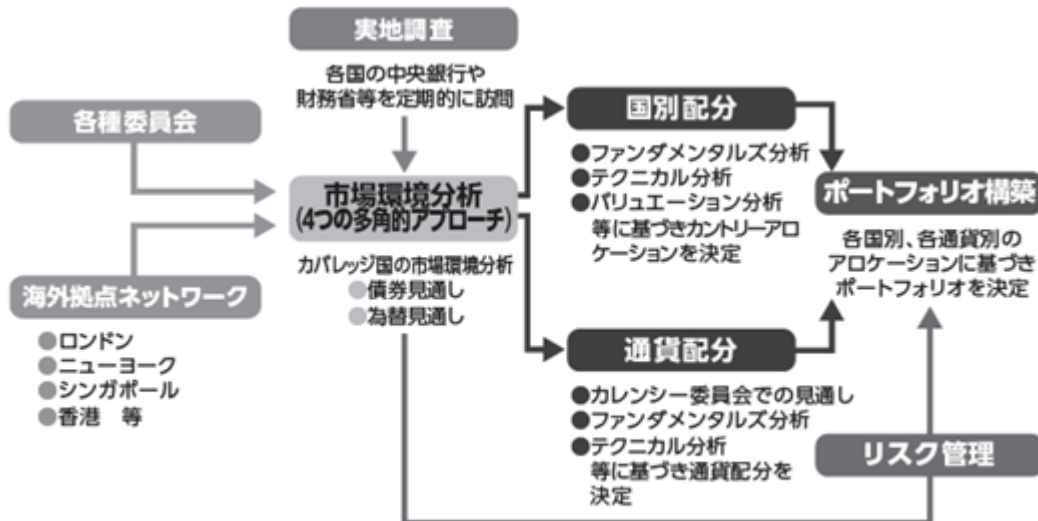 実地調査
各国の中央銀行や
財務省等を定期的に訪問
各種委員会
海外拠点ネットワーク
●ロンドン
●ニューヨーク
●シンガポール
●香港 等
市場環境分析
(4つの多角的アプローチ)
カバレッジ国の市場環境分析
●債券見通し
●為替見通し
国別配分
●ファンダメンタルズ分析
●テクニカル分析
●バリュエーション分析
等に基づきカントリーアロ
ケーションを決定
通貨配分
●カレンシー委員会での見通し
●ファンダメンタルズ分析
●テクニカル分析
等に基づき通貨配分を
決定
ポートフォリオ構築
各国別、各通貨別の
アロケーションに基づき
ポートフォリオを決定
リスク管理